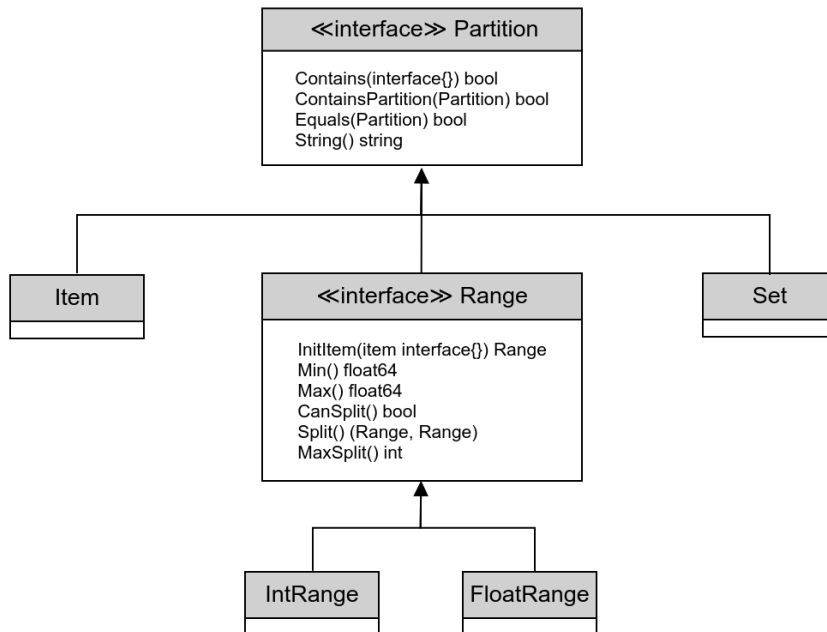 ≪interface≫ Partition
Contains(interface{}) bool
ContainsPartition(Partition) bool
Equals(Partition) bool
String() string
Item
≪interface≫ Range
Set
InitItem(item interface{}) Range
Min() float64
Max() float64
CanSplit() bool
Split() (Range, Range)
MaxSplit() int
IntRange
FloatRange